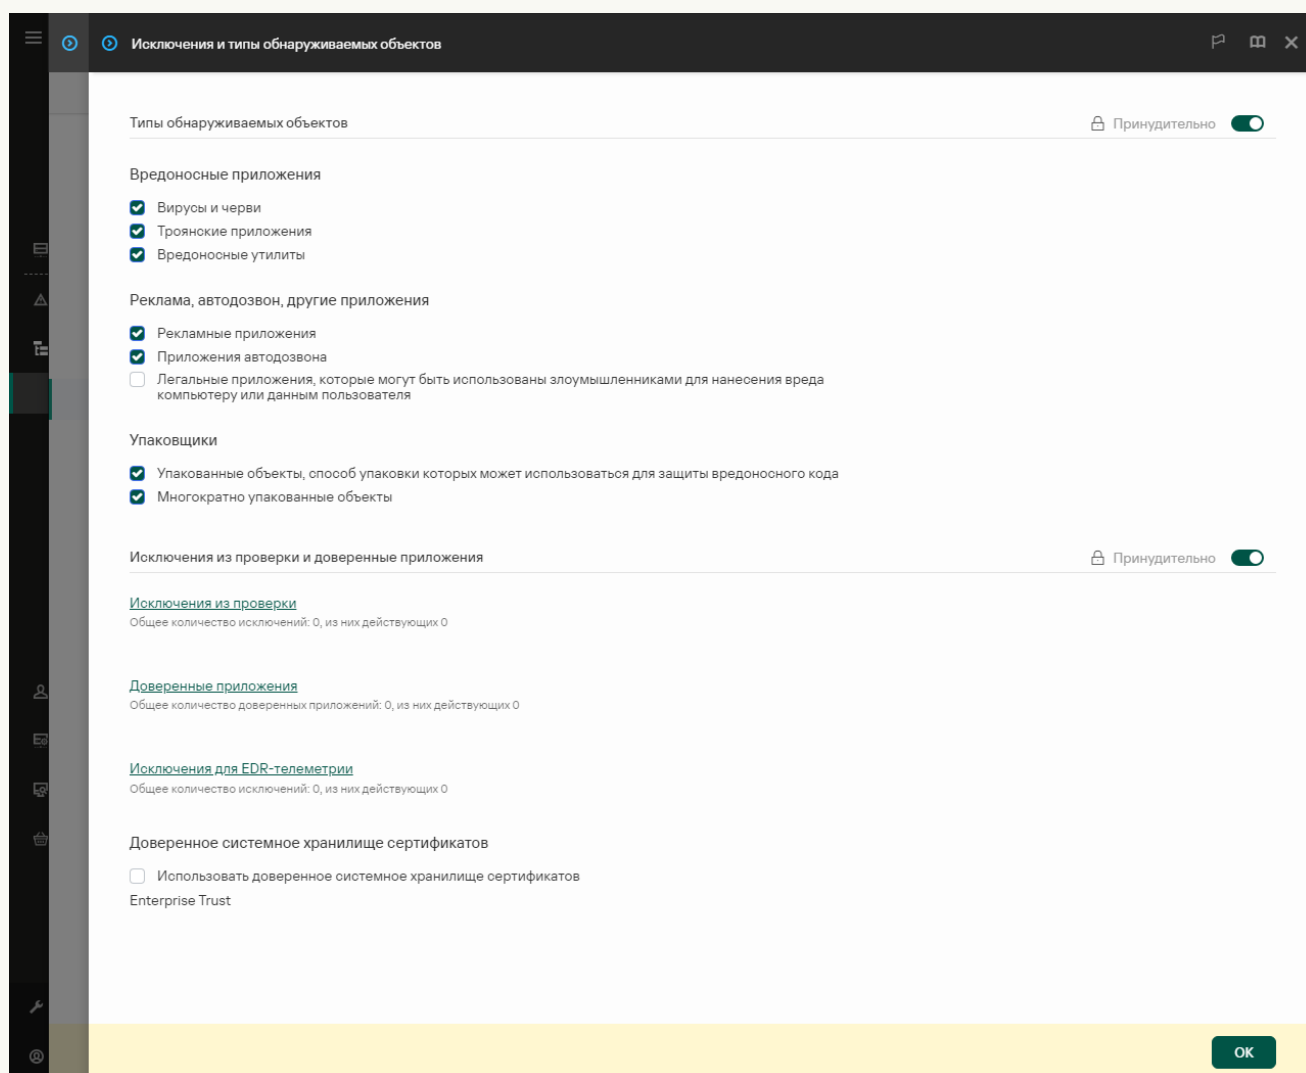 Исключения и типы обнаруживаемых объектов
Типы обнаруживаемых объектов
Принудительно
Вредоносные приложения
Вирусы и черви
Троянские приложения
Вредоносные утилиты
Реклама, автодозвон, другие приложения
Рекламные приложения
Приложения автодозвона
Легальные приложения, которые могут быть использованы злоумышленниками для нанесения вреда
компьютеру или данным пользователя
Упаковщики
Упакованные объекты, способ упаковки которых может использоваться для защиты вредоносного кода
Многократно упакованные объекты
Исключения из проверки и доверенные приложения
Принудительно
Исключения из проверки
Общее количество исключений: 0, из них действующих 0
Доверенные приложения
Общее количество доверенных приложений: 0, из них действующих 0
Исключения для EDR-телеметрии
Общее количество исключений: 0, из них действующих 0
Доверенное системное хранилище сертификатов
Использовать доверенное системное хранилище сертификатов
Enterprise Trust
OK